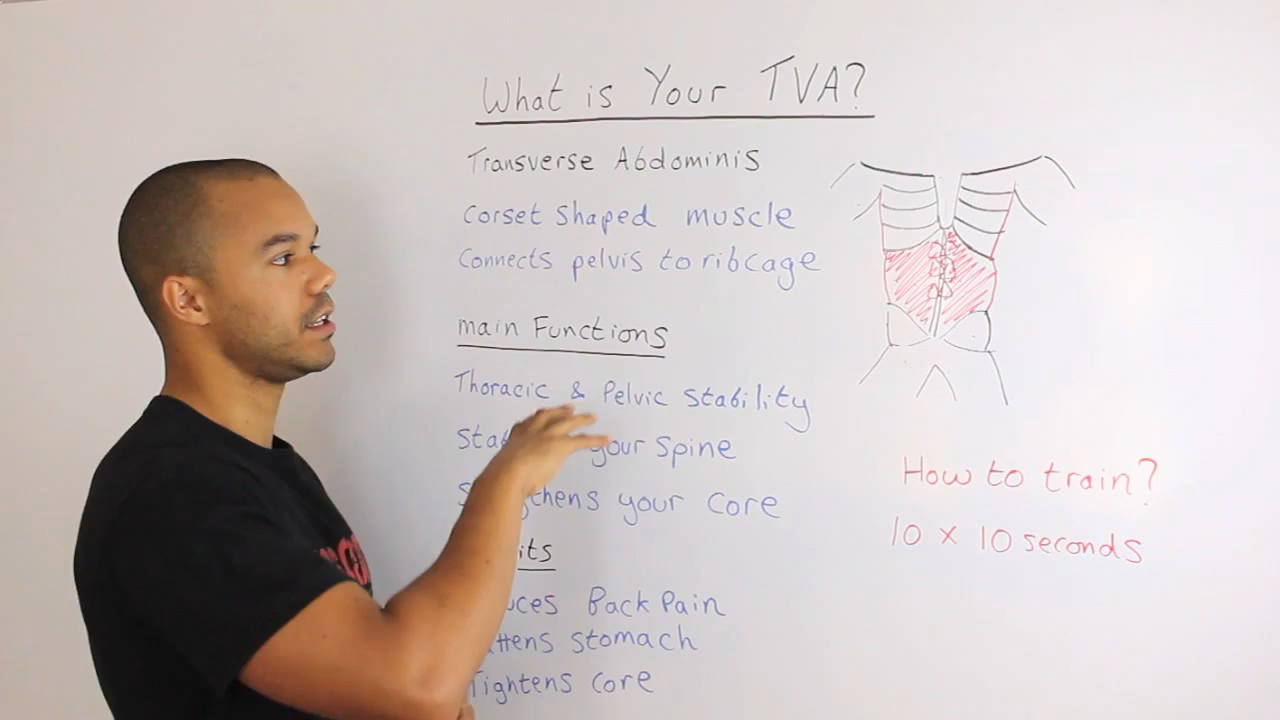 What is Your TVA?
Transverse Abdominis
Corset Shaped muscle
Connects pelvis to ribcage
main Functions
Thoracic & Pelvic Stability
your Spine
your Core
Back Pain
stomach
Tightens Core
How to train?
10 x 10 seconds